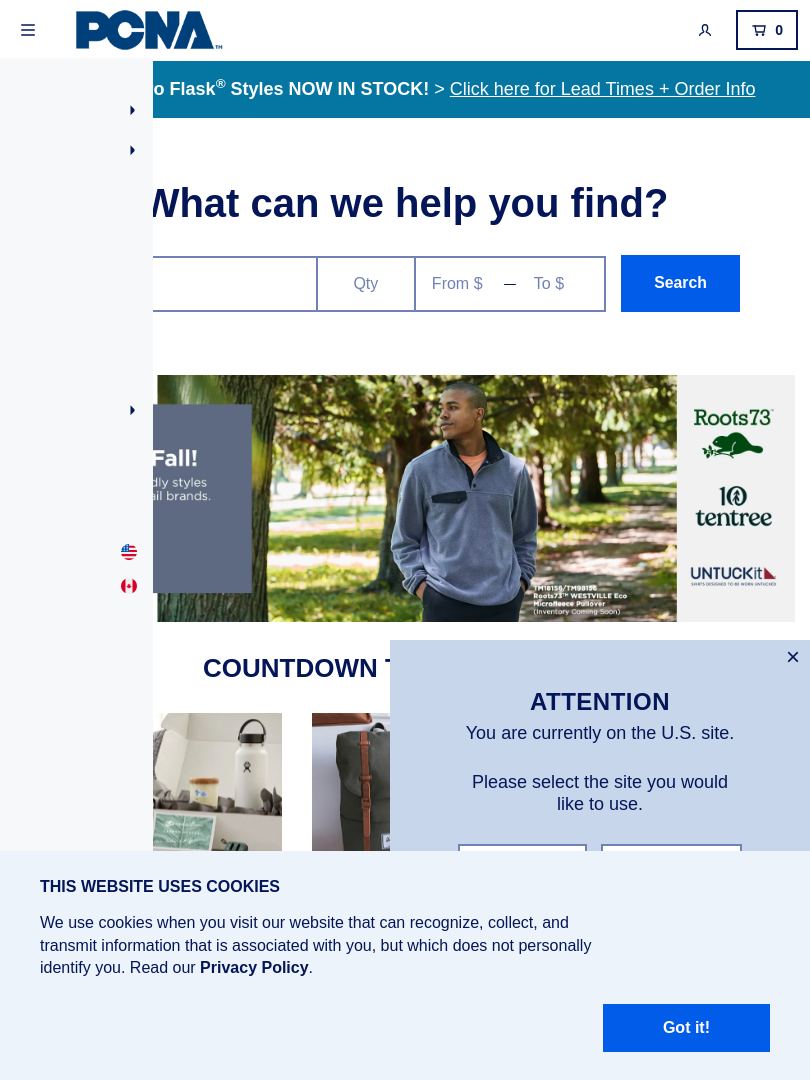 PCNA
0
o Flask® Styles NOW IN STOCK! > Click here for Lead Times + Order Info
What can we help you find?
Qty
From $ — To $
Search
Fall!
dly styles
ail brands.
Roots73™
10
tentree
UNTUCKit
SHIRTS DESIGNED TO BE WORN UNTUCKED
TM18156/TM98156
Roots73™ WESTVILLE Eco
Microfleece Pullover
(Inventory Coming Soon)
COUNTDOWN
ATTENTION
You are currently on the U.S. site.
Please select the site you would
like to use.
THIS WEBSITE USES COOKIES
We use cookies when you visit our website that can recognize, collect, and
transmit information that is associated with you, but which does not personally
identify you. Read our Privacy Policy.
Got it!